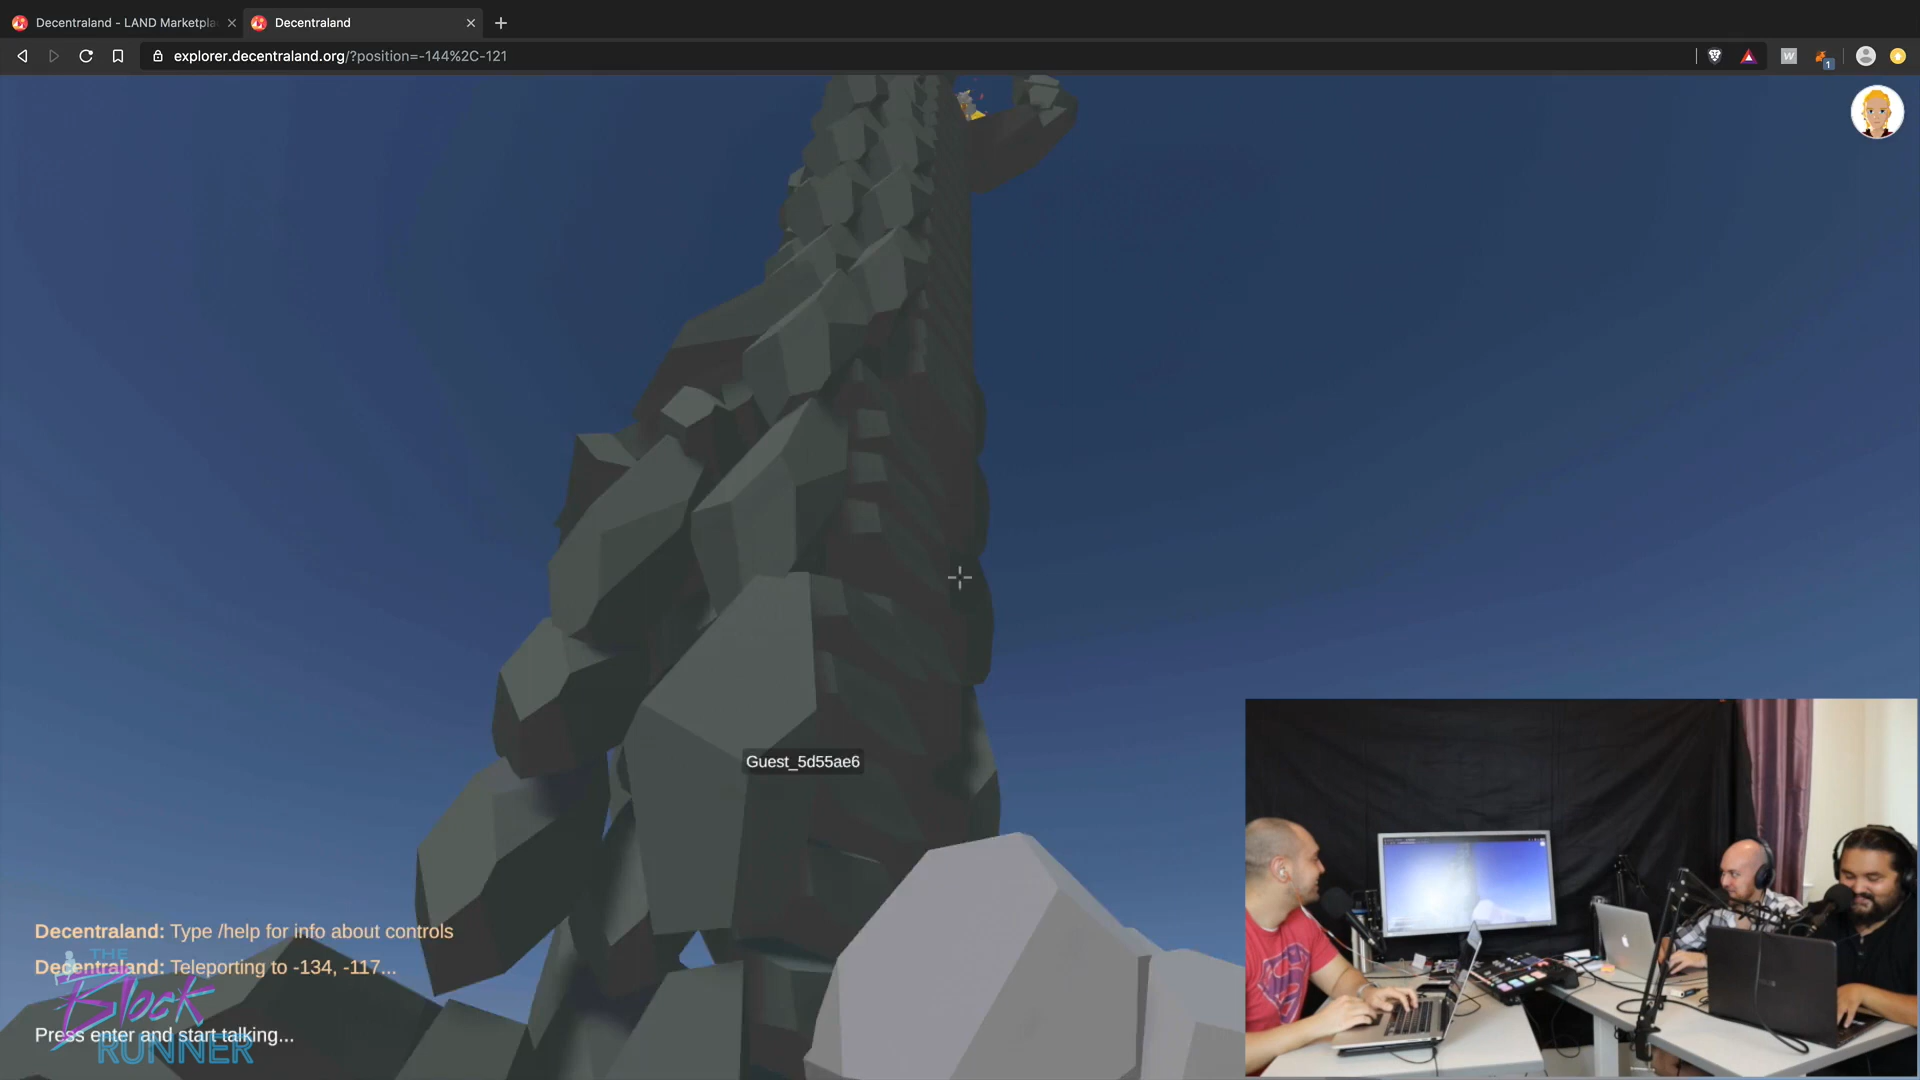 Decentraland - LAND Marketpla
Decentraland
explorer.decentraland.org/?position=-144%2C-121
W
1
Guest_5d55ae6
Decentraland: Type /help for info about controls
Decentraland: Teleporting to -134, -117...
THE
Block
Press enter and start talking...
RUNNER